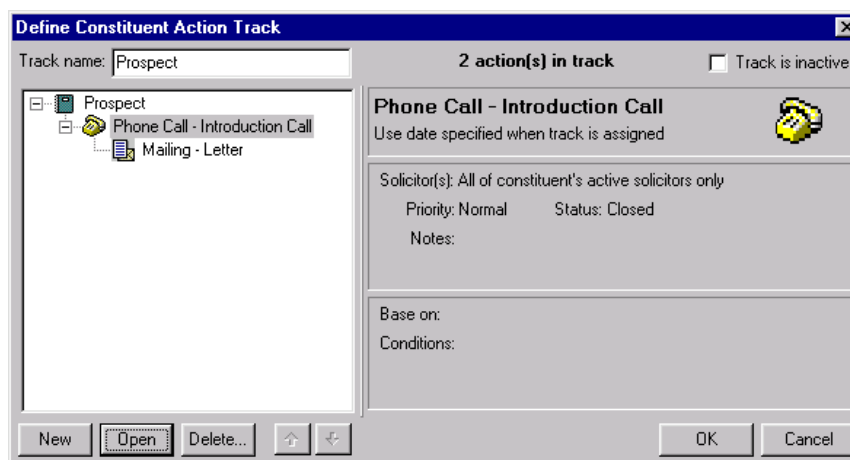 Define Constituent Action Track
Track name: Prospect
2 action(s) in track
Track is inactive
Prospect
Phone Call - Introduction Call
Mailing - Letter
Phone Call - Introduction Call
Use date specified when track is assigned
Solicitor(s): All of constituent's active solicitors only
Priority: Normal Status: Closed
Notes:
Base on:
Conditions:
New Open Delete... OK Cancel